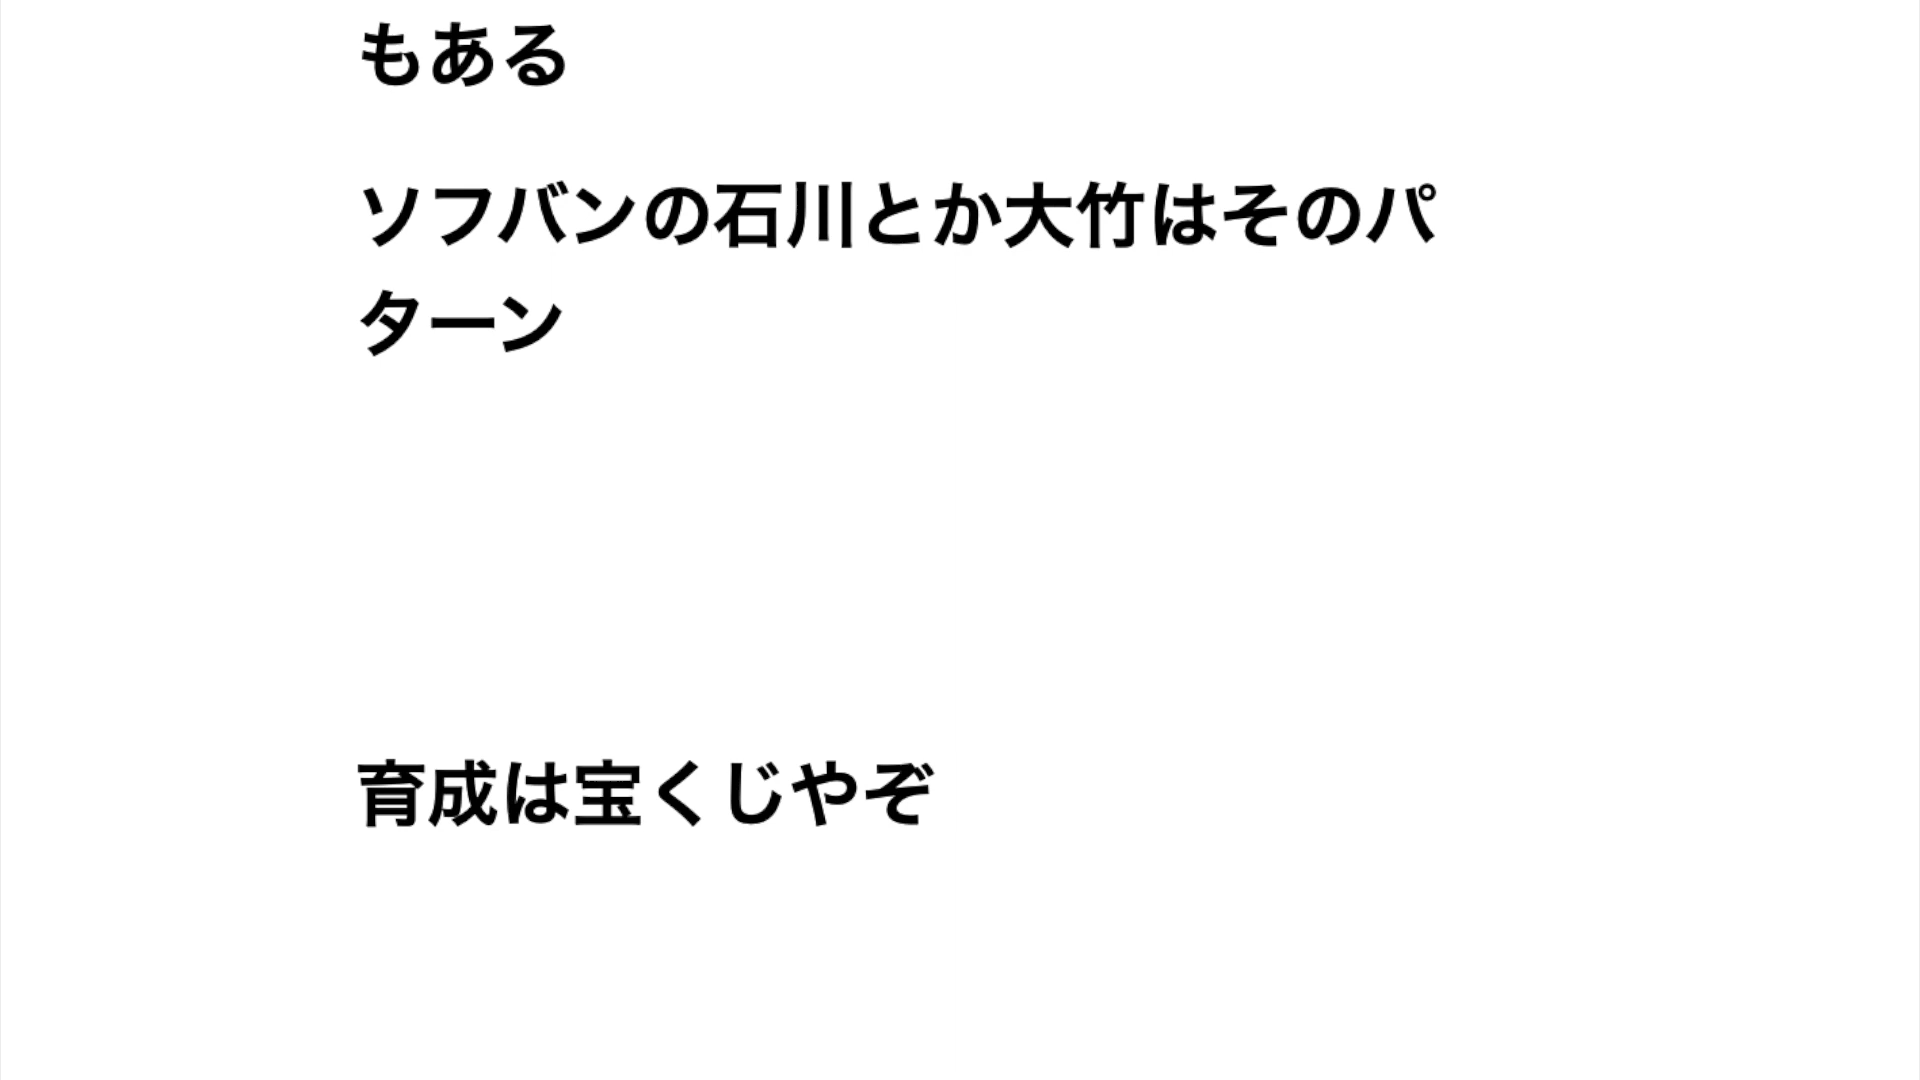 もある
ソフバンの石川とか大竹はそのパ
ターン
育成は宝くじやぞ